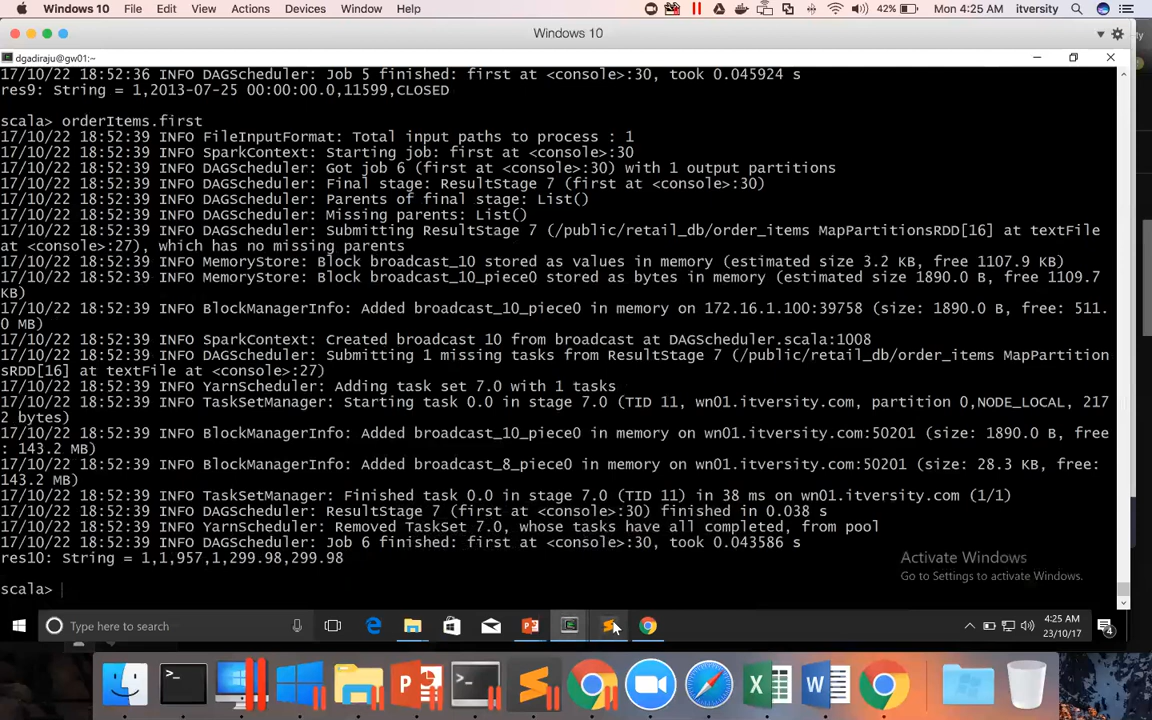 Windows 10 File Edit View Actions Devices Window Help 42% Mon 4:25 AM itversity
Windows 10
dgadiraju@gw01:~
17/10/22 18:52:36 INFO DAGScheduler: Job 5 finished: first at <console>:30, took 0.045924 s
res9: String = 1,2013-07-25 00:00:00.0,11599,CLOSED
scala> orderItems.first
17/10/22 18:52:39 INFO FileInputFormat: Total input paths to process : 1
17/10/22 18:52:39 INFO SparkContext: Starting job: first at <console>:30
17/10/22 18:52:39 INFO DAGScheduler: Got job 6 (first at <console>:30) with 1 output partitions
17/10/22 18:52:39 INFO DAGScheduler: Final stage: ResultStage 7 (first at <console>:30)
17/10/22 18:52:39 INFO DAGScheduler: Parents of final stage: List()
17/10/22 18:52:39 INFO DAGScheduler: Missing parents: List()
17/10/22 18:52:39 INFO DAGScheduler: Submitting ResultStage 7 (/public/retail_db/order_items MapPartitionsRDD[16] at textFile
at <console>:27), which has no missing parents
17/10/22 18:52:39 INFO MemoryStore: Block broadcast_10 stored as values in memory (estimated size 3.2 KB, free 1107.9 KB)
17/10/22 18:52:39 INFO MemoryStore: Block broadcast_10_piece0 stored as bytes in memory (estimated size 1890.0 B, free 1109.7
KB)
17/10/22 18:52:39 INFO BlockManagerInfo: Added broadcast_10_piece0 in memory on 172.16.1.100:39758 (size: 1890.0 B, free: 511.
0 MB)
17/10/22 18:52:39 INFO SparkContext: Created broadcast 10 from broadcast at DAGScheduler.scala:1008
17/10/22 18:52:39 INFO DAGScheduler: Submitting 1 missing tasks from ResultStage 7 (/public/retail_db/order_items MapPartition
sRDD[16] at textFile at <console>:27)
17/10/22 18:52:39 INFO YarnScheduler: Adding task set 7.0 with 1 tasks
17/10/22 18:52:39 INFO TaskSetManager: Starting task 0.0 in stage 7.0 (TID 11, wn01.itversity.com, partition 0,NODE_LOCAL, 217
2 bytes)
17/10/22 18:52:39 INFO BlockManagerInfo: Added broadcast_10_piece0 in memory on wn01.itversity.com:50201 (size: 1890.0 B, free
: 143.2 MB)
17/10/22 18:52:39 INFO BlockManagerInfo: Added broadcast_8_piece0 in memory on wn01.itversity.com:50201 (size: 28.3 KB, free:
143.2 MB)
17/10/22 18:52:39 INFO TaskSetManager: Finished task 0.0 in stage 7.0 (TID 11) in 38 ms on wn01.itversity.com (1/1)
17/10/22 18:52:39 INFO DAGScheduler: ResultStage 7 (first at <console>:30) finished in 0.038 s
17/10/22 18:52:39 INFO YarnScheduler: Removed TaskSet 7.0, whose tasks have all completed, from pool
17/10/22 18:52:39 INFO DAGScheduler: Job 6 finished: first at <console>:30, took 0.043586 s
res10: String = 1,1,957,1,299.98,299.98
Activate Windows
Go to Settings to activate Windows.
scala>
Type here to search
4:25 AM
23/10/17
4